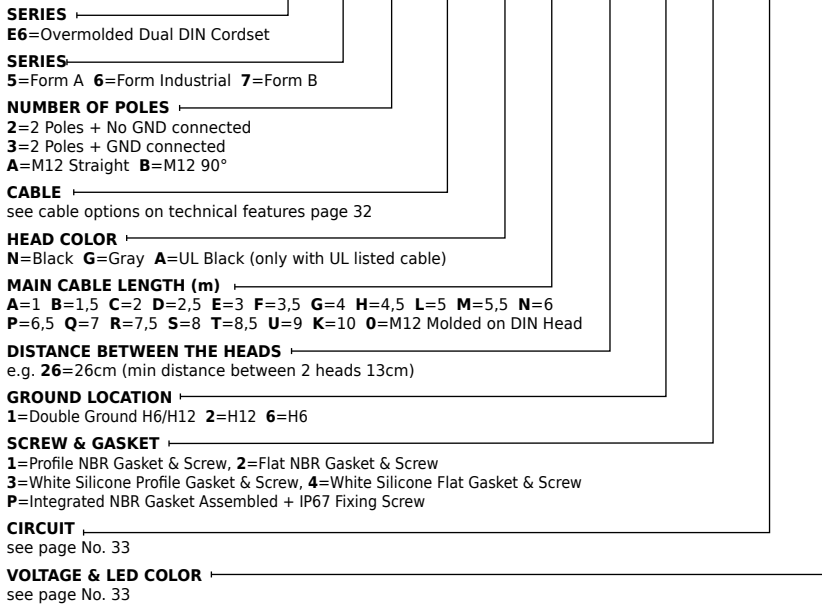 SERIES
E6=Overmolded Dual DIN Cordset
SERIES
5=Form A 6=Form Industrial 7=Form B
NUMBER OF POLES
2=2 Poles + No GND connected
3=2 Poles + GND connected
A=M12 Straight B=M12 90°
CABLE
see cable options on technical features page 32
HEAD COLOR
N=Black G=Gray A=UL Black (only with UL listed cable)
MAIN CABLE LENGTH (m)
A=1 B=1,5 C=2 D=2,5 E=3 F=3,5 G=4 H=4,5 L=5 M=5,5 N=6
P=6,5 Q=7 R=7,5 S=8 T=8,5 U=9 K=10 0=M12 Molded on DIN Head
DISTANCE BETWEEN THE HEADS
e.g. 26=26cm (min distance between 2 heads 13cm)
GROUND LOCATION
1=Double Ground H6/H12 2=H12 6=H6
SCREW & GASKET
1=Profile NBR Gasket & Screw, 2=Flat NBR Gasket & Screw
3=White Silicone Profile Gasket & Screw, 4=White Silicone Flat Gasket & Screw
P=Integrated NBR Gasket Assembled + IP67 Fixing Screw
CIRCUIT
see page No. 33
VOLTAGE & LED COLOR
see page No. 33